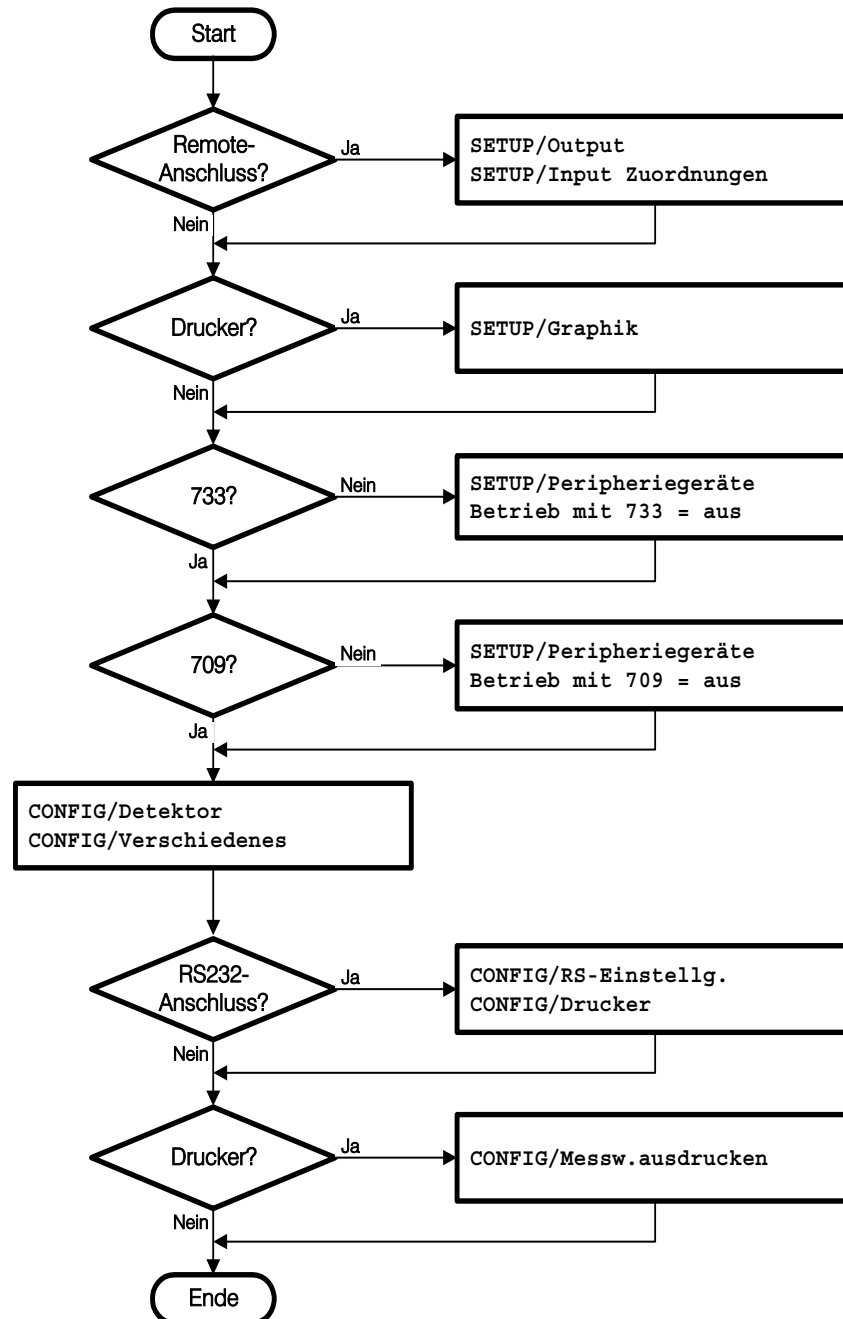 Start
Remote-
Anschluss?
Ja
SETUP/Output
SETUP/Input Zuordnungen
Nein
Drucker?
Ja
SETUP/Graphik
Nein
733?
Nein
SETUP/Peripheriegeräte
Betrieb mit 733 = aus
Ja
709?
Nein
SETUP/Peripheriegeräte
Betrieb mit 709 = aus
Ja
CONFIG/Detektor
CONFIG/Verschiedenes
RS232-
Anschluss?
Ja
CONFIG/RS-Einstellg.
CONFIG/Drucker
Nein
Drucker?
Ja
CONFIG/Messw.ausdrucken
Nein
Ende